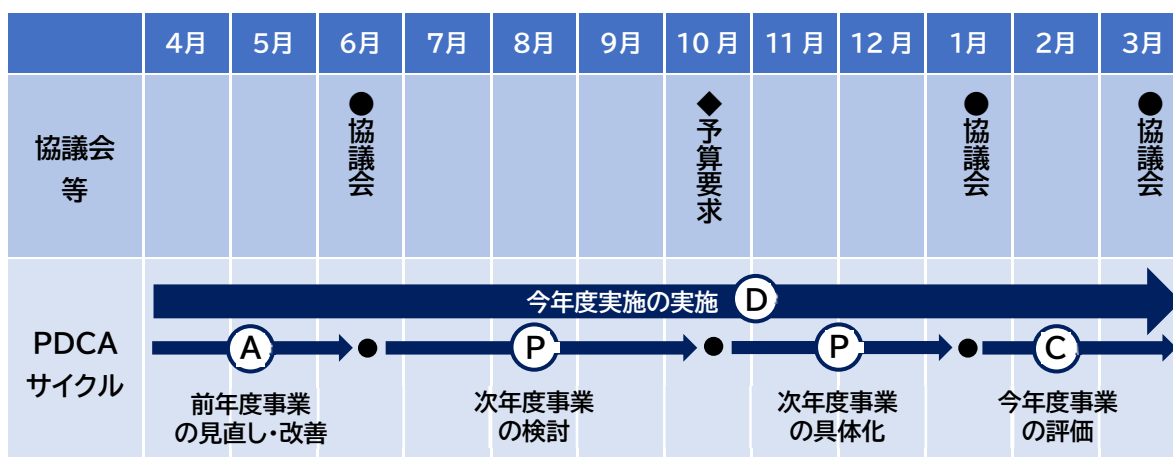 4月 5月 6月 7月 8月 9月 10月 11月 12月 1月 2月 3月
協議会
等
●協議会
◆予算要求
●協議会
●協議会
PDCA
サイクル
今年度実施の実施 D
A
P
P
C
前年度事業
の見直し・改善
次年度事業
の検討
次年度事業
の具体化
今年度事業
の評価